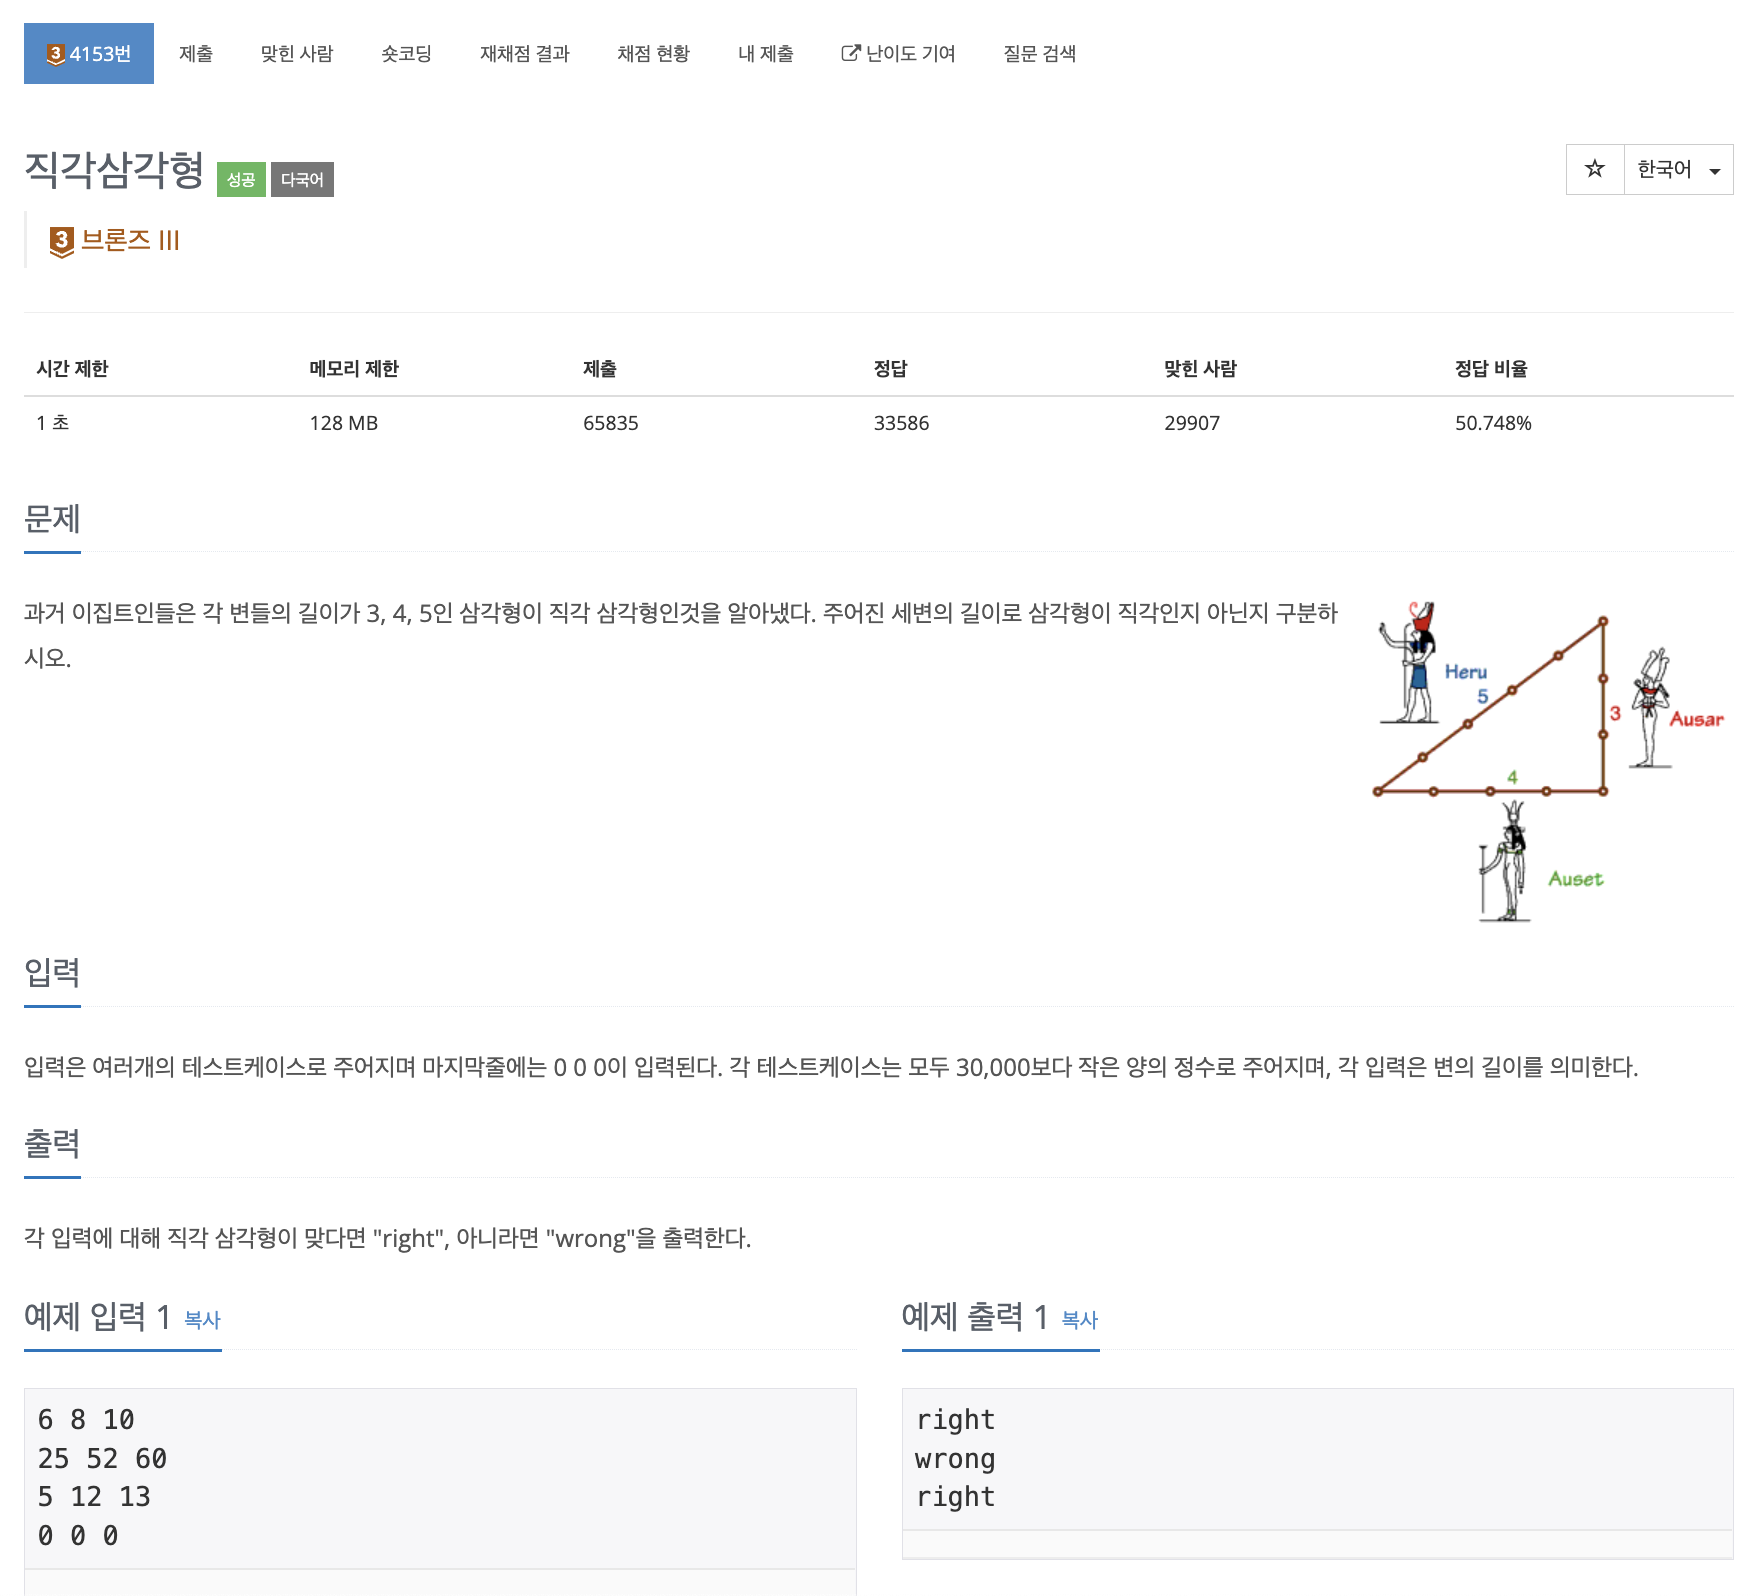 3 4153번 제출 맞힌 사람 숏코딩 재채점 결과 채점 현황 내 제출 난이도 기여 질문 검색
직각삼각형 성공 다국어
☆ 한국어
3 브론즈 III
시간 제한 메모리 제한 제출 정답 맞힌 사람 정답 비율
1 초 128 MB 65835 33586 29907 50.748%
문제
과거 이집트인들은 각 변들의 길이가 3, 4, 5인 삼각형이 직각 삼각형인것을 알아냈다. 주어진 세변의 길이로 삼각형이 직각인지 아닌지 구분하
시오.
Heru
5
3
Ausar
4
Auset
입력
입력은 여러개의 테스트케이스로 주어지며 마지막줄에는 0 0 0이 입력된다. 각 테스트케이스는 모두 30,000보다 작은 양의 정수로 주어지며, 각 입력은 변의 길이를 의미한다.
출력
각 입력에 대해 직각 삼각형이 맞다면 "right", 아니라면 "wrong"을 출력한다.
예제 입력 1 복사
6 8 10
25 52 60
5 12 13
0 0 0
예제 출력 1 복사
right
wrong
right